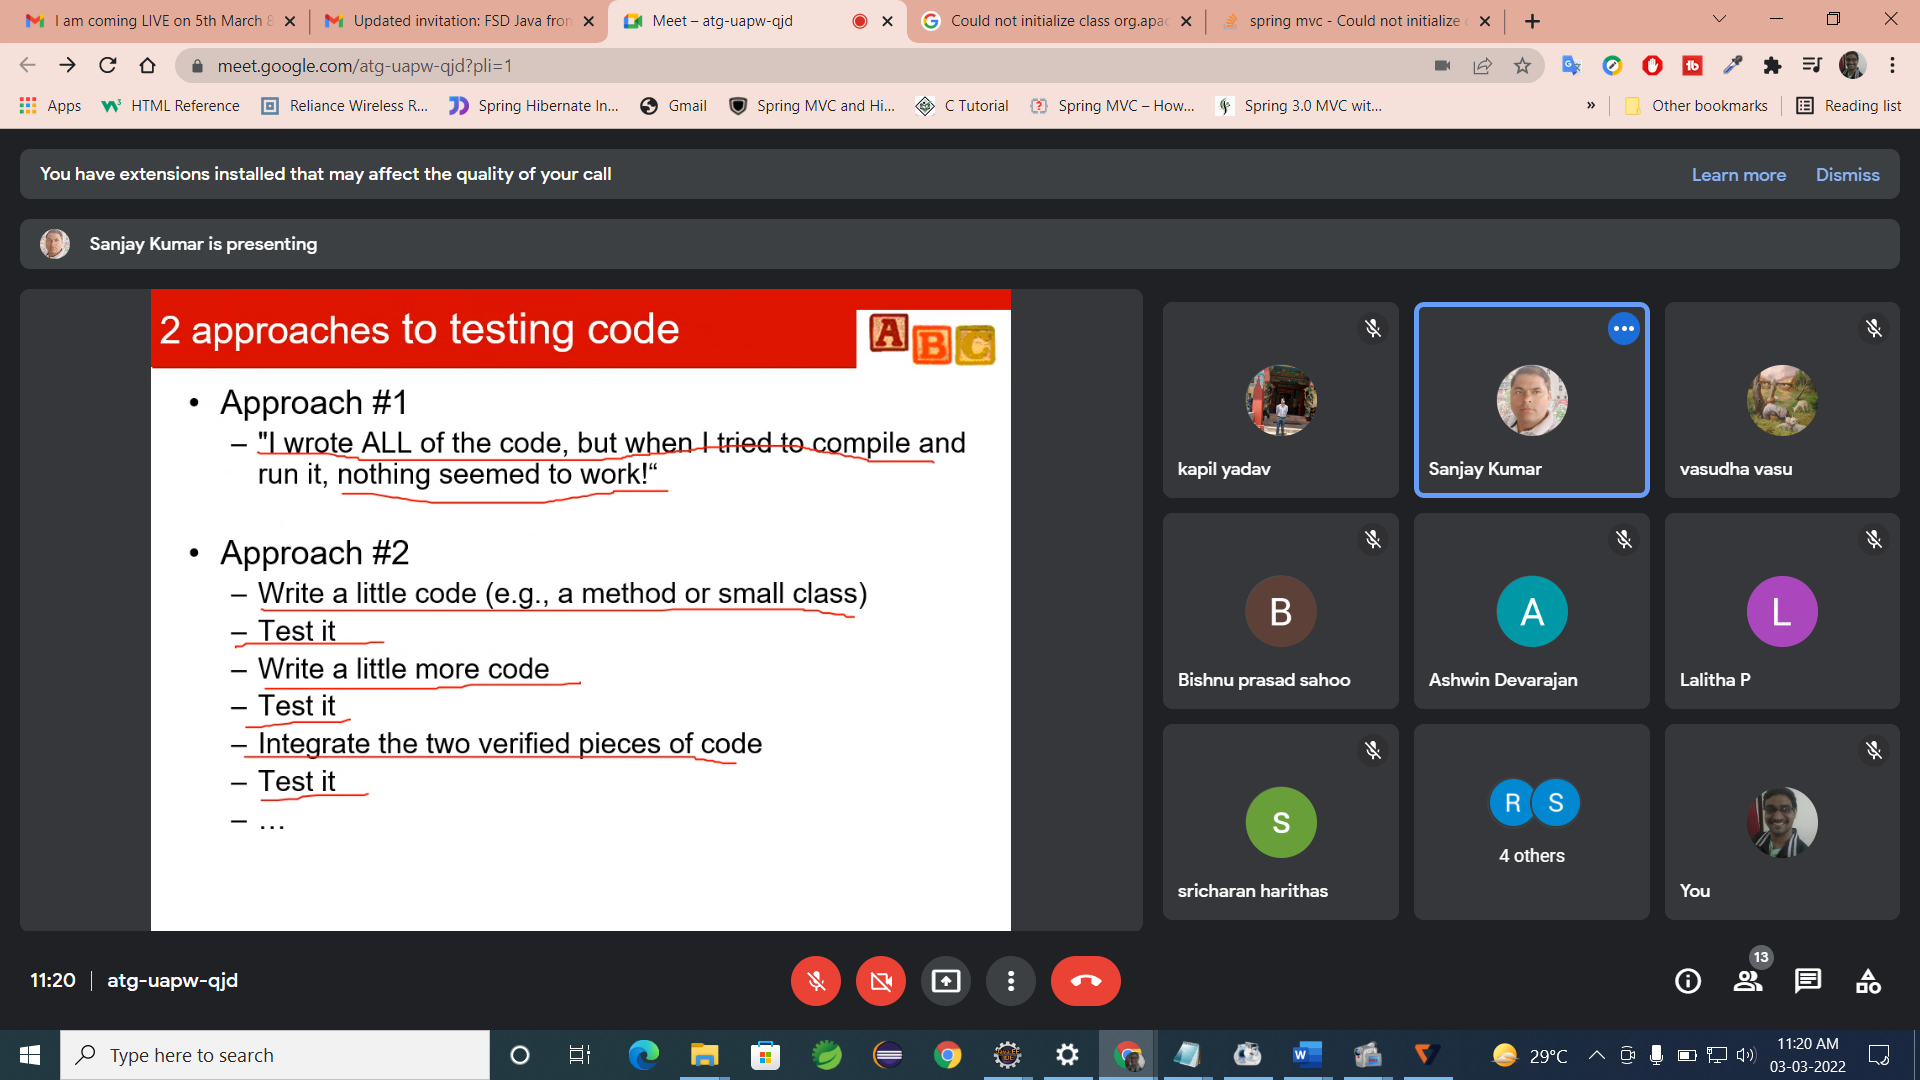 I am coming LIVE on 5th March 8
Updated invitation: FSD Java fron
Meet – atg-uapw-qjd
Could not initialize class org.apac
spring mvc - Could not initialize c
meet.google.com/atg-uapw-qjd?pli=1
Apps
HTML Reference
Reliance Wireless R...
Spring Hibernate In...
Gmail
Spring MVC and Hi...
C Tutorial
Spring MVC – How...
Spring 3.0 MVC wit...
»
Other bookmarks
Reading list
You have extensions installed that may affect the quality of your call
Learn more
Dismiss
Sanjay Kumar is presenting
2 approaches to testing code
A B C
• Approach #1
– "I wrote ALL of the code, but when I tried to compile and
run it, nothing seemed to work!“
• Approach #2
– Write a little code (e.g., a method or small class)
– Test it
– Write a little more code
– Test it
– Integrate the two verified pieces of code
– Test it
– …
kapil yadav
Sanjay Kumar
vasudha vasu
B
Bishnu prasad sahoo
A
Ashwin Devarajan
L
Lalitha P
S
sricharan harithas
R S
4 others
You
11:20 | atg-uapw-qjd
13
Type here to search
29°C
11:20 AM
03-03-2022